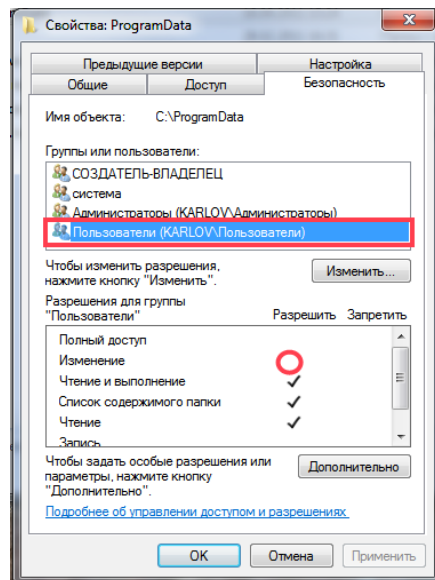 Свойства: ProgramData
Предыдущие версии Настройка
Общие Доступ Безопасность
Имя объекта: C:\ProgramData
Группы или пользователи:
СОЗДАТЕЛЬ-ВЛАДЕЛЕЦ
система
Администраторы (KARLOV\Администраторы)
Пользователи (KARLOV\Пользователи)
Чтобы изменить разрешения,
нажмите кнопку "Изменить".
Изменить...
Разрешения для группы
"Пользователи" Разрешить Запретить
Полный доступ
Изменение
Чтение и выполнение
Список содержимого папки
Чтение
Запись
Чтобы задать особые разрешения или
параметры, нажмите кнопку
"Дополнительно".
Дополнительно
Подробнее об управлении доступом и разрешениях
ОК Отмена Применить